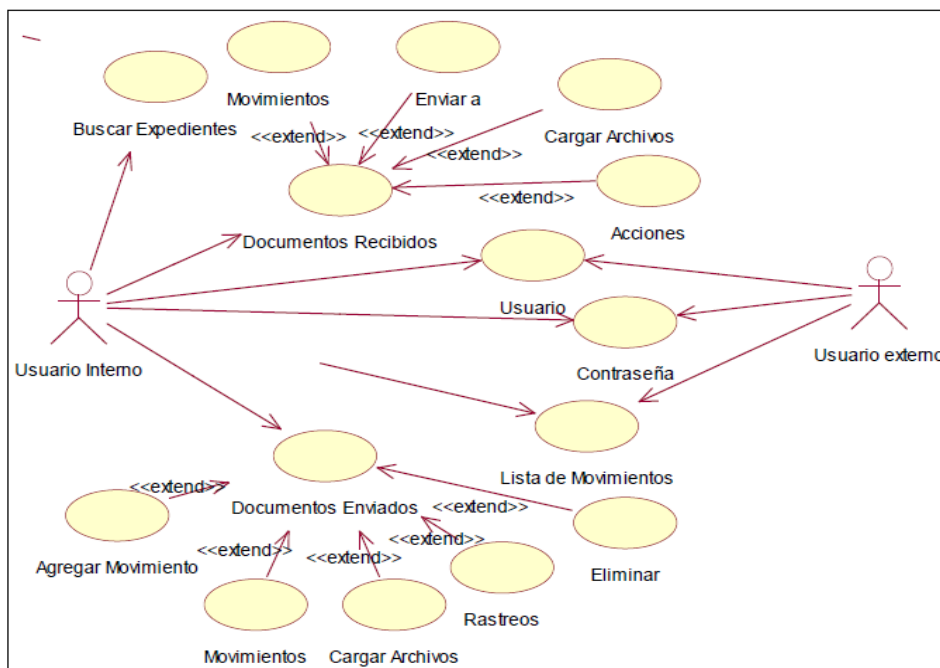 Movimientos
Enviar a
Buscar Expedientes
Cargar Archivos
<<extend>>
<<extend>>
<<extend>>
<<extend>>
Documentos Recibidos
Acciones
Usuario
Usuario Interno
Usuario externo
Contraseña
Lista de Movimientos
<<extend>>
<<extend>>
Documentos Enviados
<<extend>>
<<extend>>
<<extend>>
Agregar Movimiento
Eliminar
Rastreos
Movimientos
Cargar Archivos